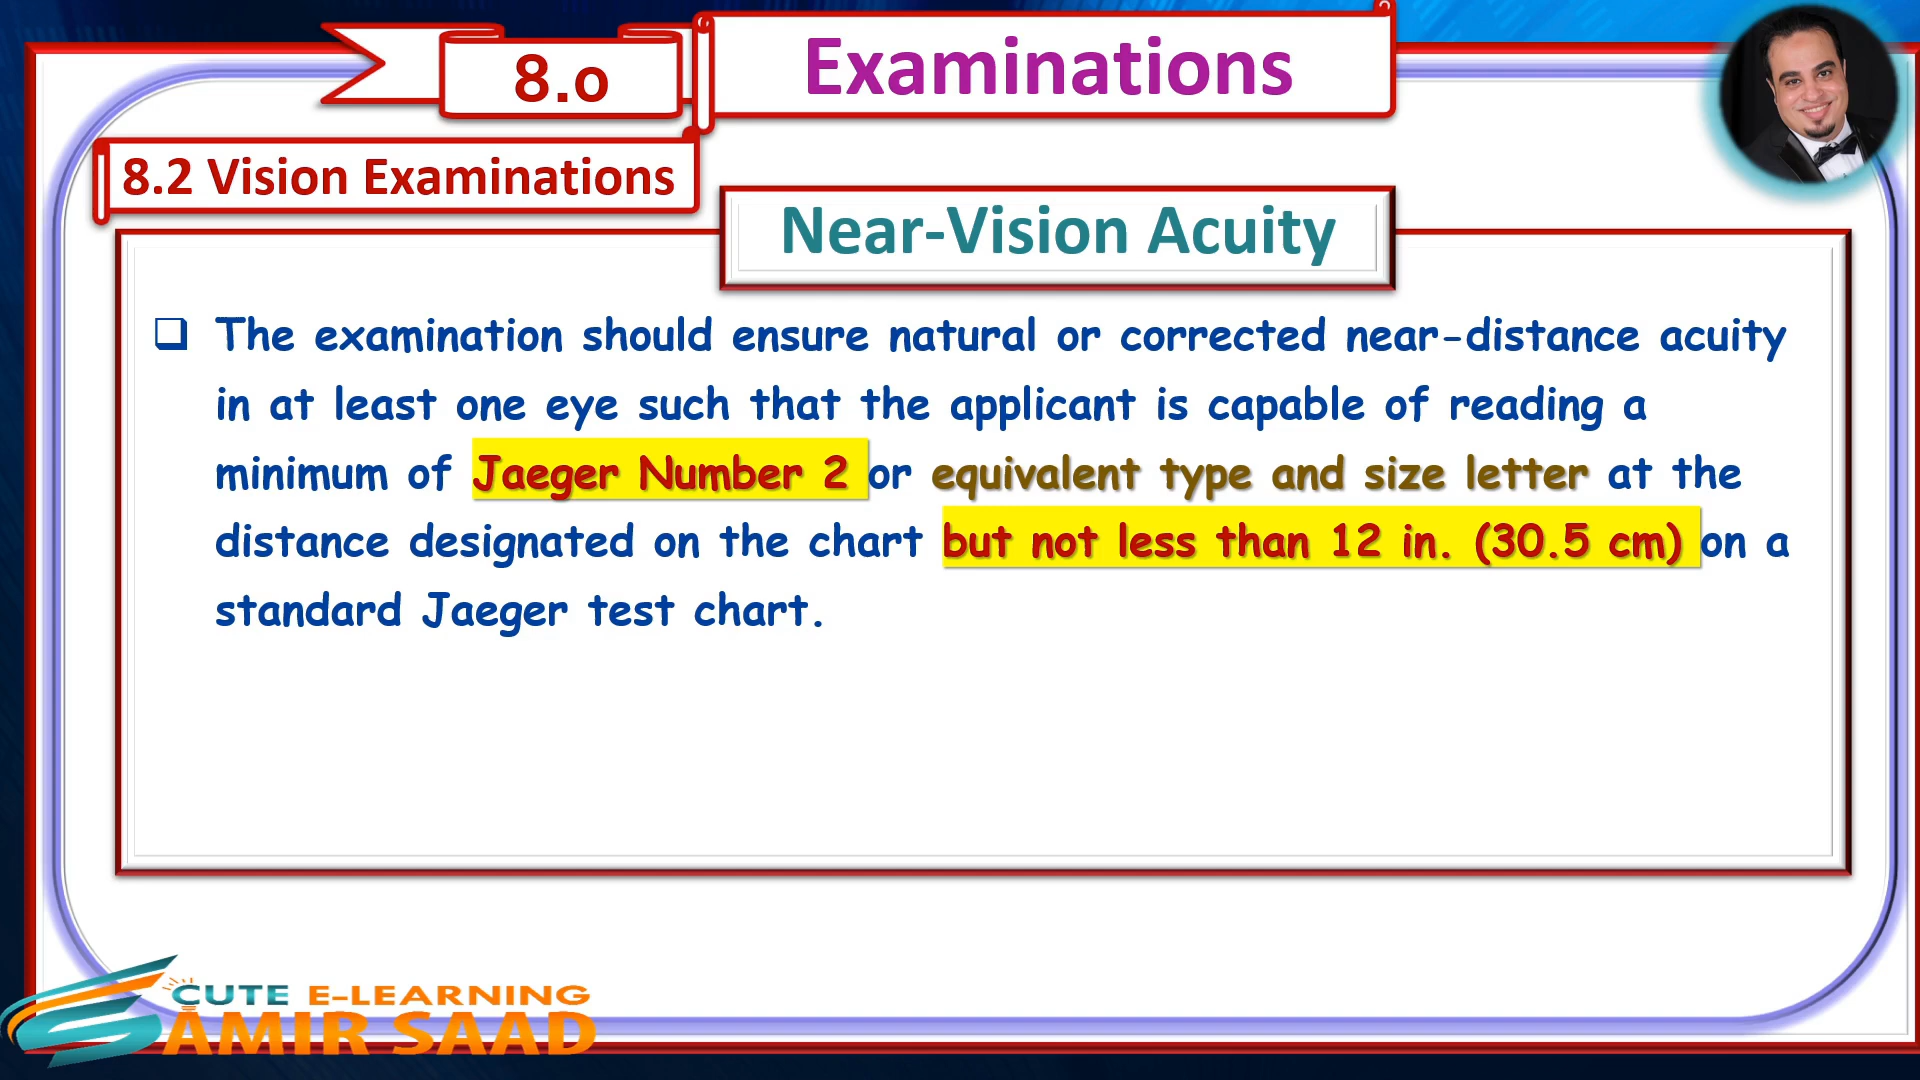 8.0
Examinations
8.2 Vision Examinations
Near-Vision Acuity
❑ The examination should ensure natural or corrected near-distance acuity
in at least one eye such that the applicant is capable of reading a
minimum of Jaeger Number 2 or equivalent type and size letter at the
distance designated on the chart but not less than 12 in. (30.5 cm) on a
standard Jaeger test chart.
CUTE E-LEARNING
AMIR SAAD